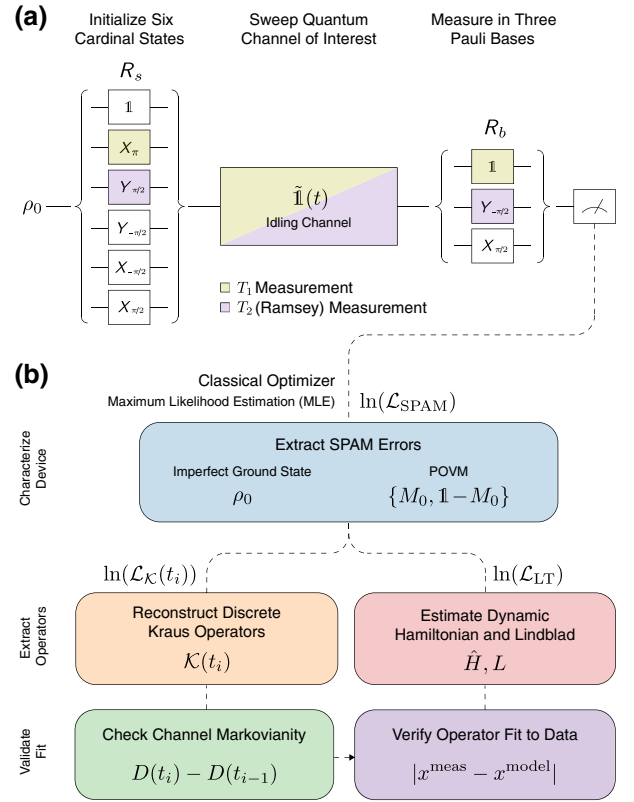 (a)
Initialize Six
Cardinal States
Sweep Quantum
Channel of Interest
Measure in Three
Pauli Bases
R_s
𝟙
X_π
Y_π/2
Y_-π/2
X_-π/2
X_π/2
ρ_0
𝟙̃(t)
Idling Channel
R_b
𝟙
Y_-π/2
X_π/2
T_1 Measurement
T_2 (Ramsey) Measurement
(b)
Classical Optimizer
Maximum Likelihood Estimation (MLE)
ln(ℒ_SPAM)
Characterize
Device
Extract SPAM Errors
Imperfect Ground State
ρ_0
POVM
{M_0, 𝟙−M_0}
ln(ℒ_𝒦(t_i))
ln(ℒ_LT)
Extract
Operators
Reconstruct Discrete
Kraus Operators
𝒦(t_i)
Estimate Dynamic
Hamiltonian and Lindblad
Ĥ, L
Validate
Fit
Check Channel Markovianity
D(t_i) − D(t_{i−1})
Verify Operator Fit to Data
|x^meas − x^model|